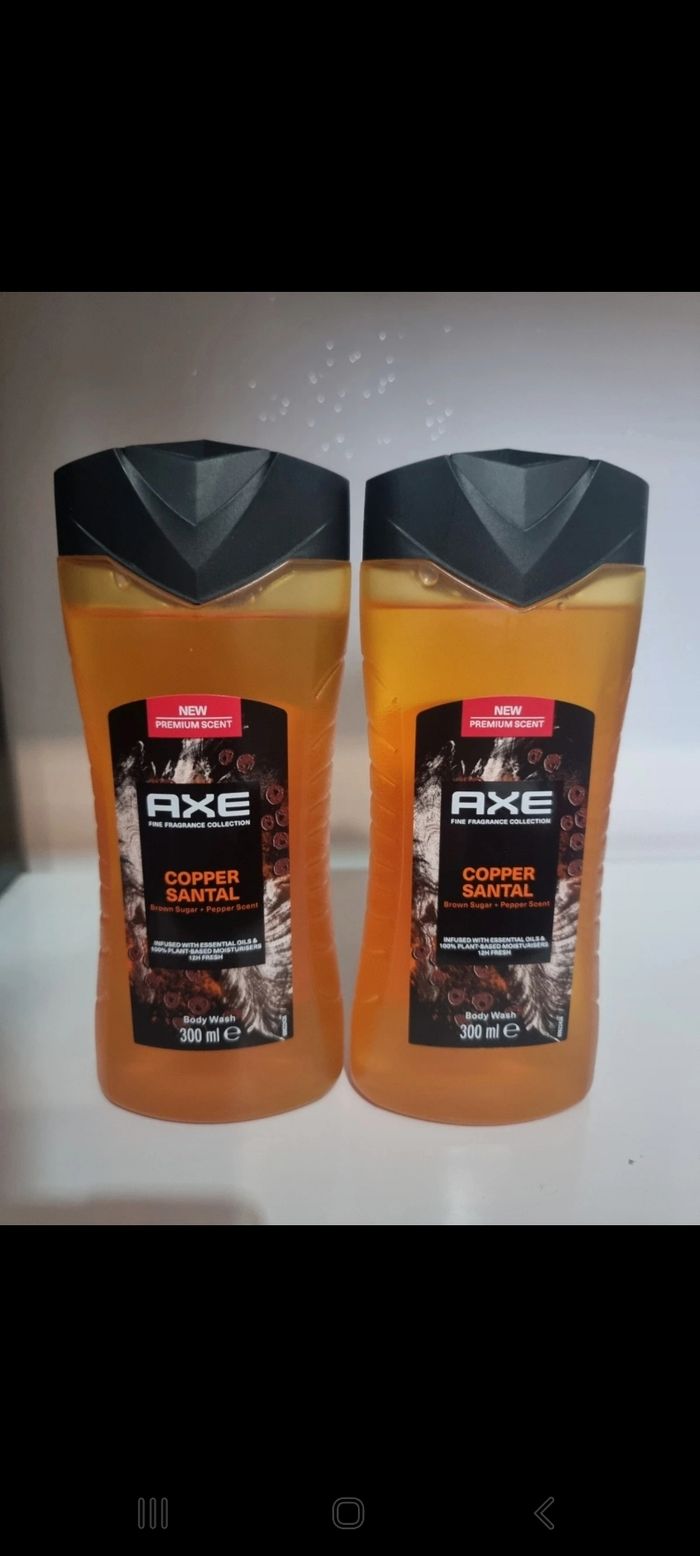 NEW
PREMIUM SCENT
AXE
FINE FRAGRANCE COLLECTION
COPPER
SANTAL
Brown Sugar + Pepper Scent
INFUSED WITH ESSENTIAL OILS &
100% PLANT-BASED MOISTURISERS
12H FRESH
Body Wash
300 ml ℮
NEW
PREMIUM SCENT
AXE
FINE FRAGRANCE COLLECTION
COPPER
SANTAL
Brown Sugar + Pepper Scent
INFUSED WITH ESSENTIAL OILS &
100% PLANT-BASED MOISTURISERS
12H FRESH
Body Wash
300 ml ℮